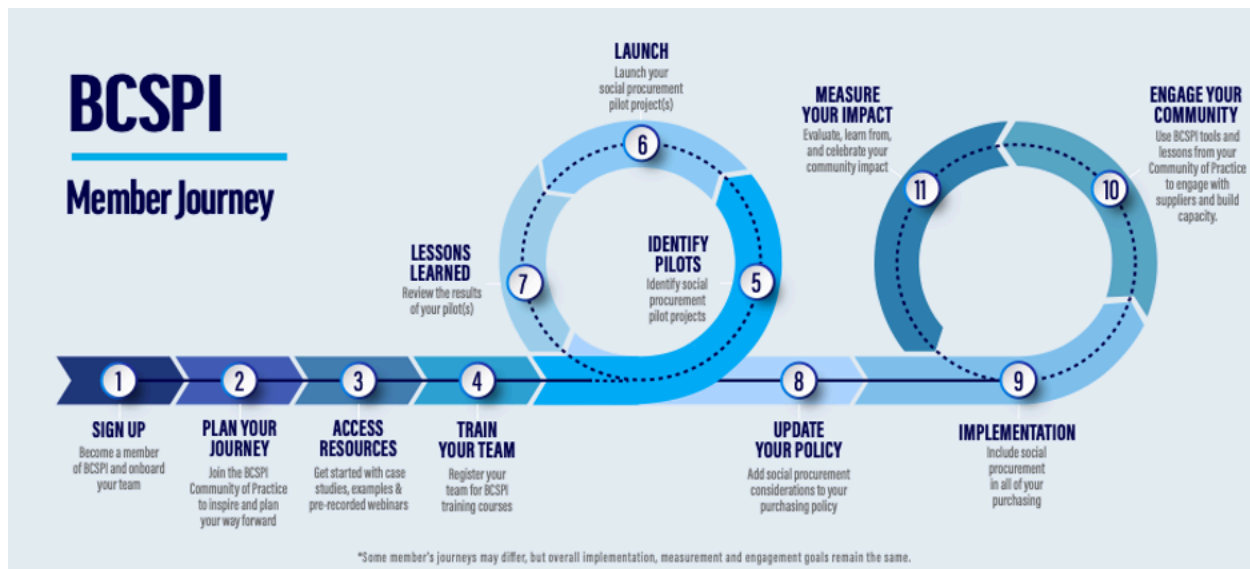 BCSPI
Member Journey
1
SIGN UP
Become a member
of BCSPI and onboard
your team
2
PLAN YOUR
JOURNEY
Join the BCSPI
Community of Practice
to inspire and plan
your way forward
3
ACCESS
RESOURCES
Get started with case
studies, examples &
pre-recorded webinars
4
TRAIN
YOUR TEAM
Register your
team for BCSPI
training courses
5
IDENTIFY
PILOTS
Identify social
procurement
pilot projects
6
LAUNCH
Launch your
social procurement
pilot project(s)
7
LESSONS
LEARNED
Review the results
of your pilot(s)
8
UPDATE
YOUR POLICY
Add social procurement
considerations to your
purchasing policy
9
IMPLEMENTATION
Include social
procurement
in all of your
purchasing
10
ENGAGE YOUR
COMMUNITY
Use BCSPI tools and
lessons from your
Community of Practice
to engage with
suppliers and build
capacity.
11
MEASURE
YOUR IMPACT
Evaluate, learn from,
and celebrate your
community impact
*Some member's journeys may differ, but overall implementation, measurement and engagement goals remain the same.